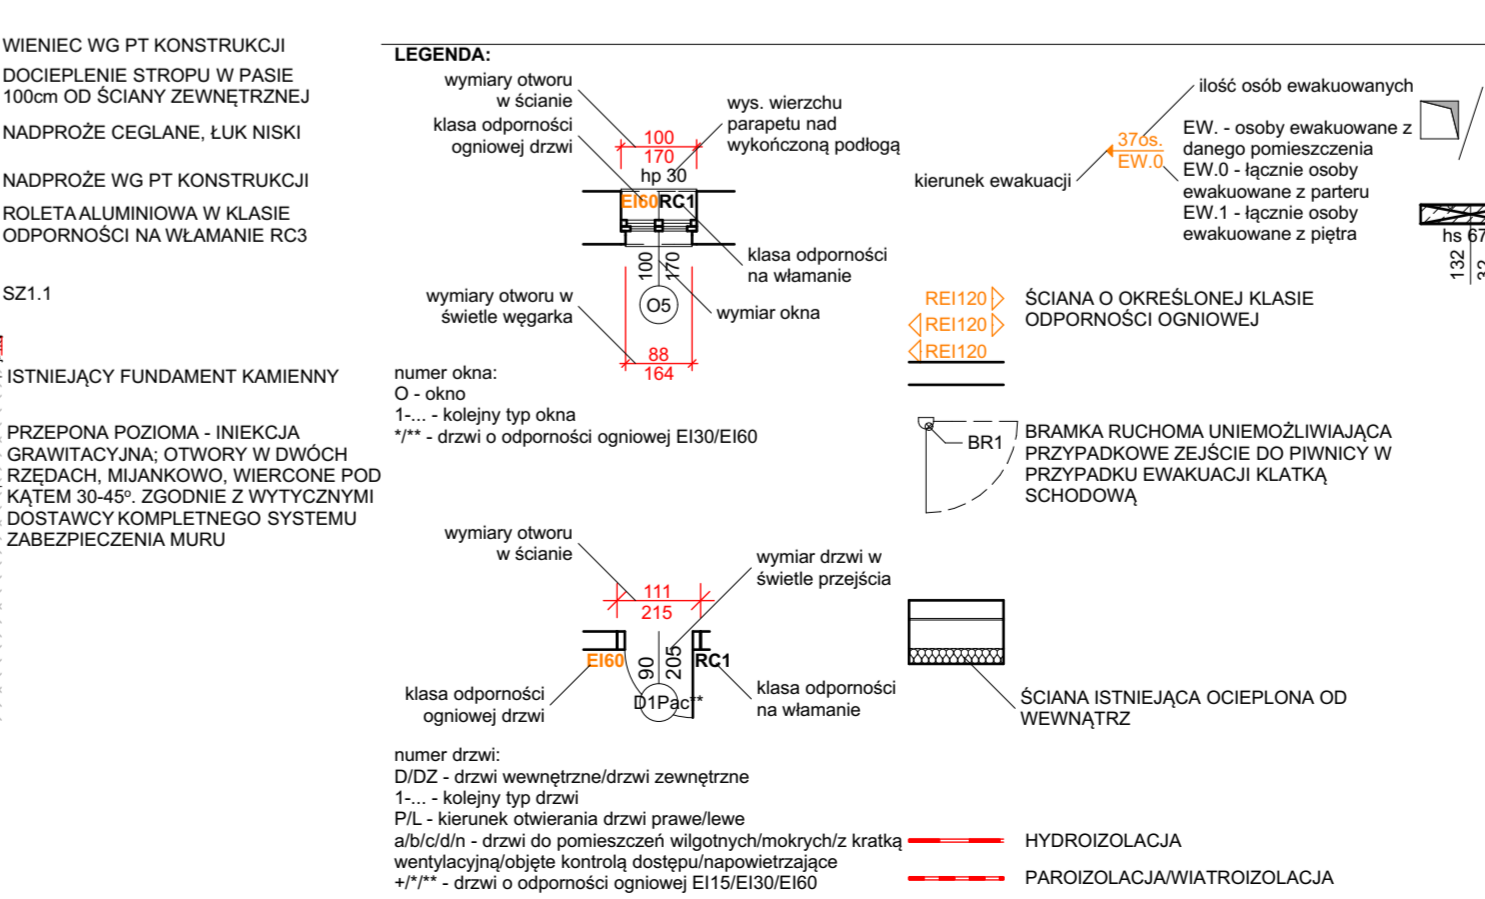 WIENIEC WG PT KONSTRUKCJI
DOCIEPLENIE STROPU W PASIE
100cm OD ŚCIANY ZEWNĘTRZNEJ
NADPROŻE CEGLANE, ŁUK NISKI
NADPROŻE WG PT KONSTRUKCJI
ROLETA ALUMINIOWA W KLASIE
ODPORNOŚCI NA WŁAMANIE RC3
SZ1.1
ISTNIEJĄCY FUNDAMENT KAMIENNY
PRZEPONA POZIOMA - INIEKCJA
GRAWITACYJNA; OTWORY W DWÓCH
RZĘDACH, MIJANKOWO, WIERCONE POD
KĄTEM 30-45º. ZGODNIE Z WYTYCZNYMI
DOSTAWCY KOMPLETNEGO SYSTEMU
ZABEZPIECZENIA MURU
LEGENDA:
wymiary otworu
w ścianie
klasa odporności
ogniowej drzwi
100
170
hp 30
wys. wierzchu
parapetu nad
wykończoną podłogą
EI60 RC1
klasa odporności
na włamanie
100
170
O5
wymiar okna
wymiary otworu w
świetle węgarka
88
164
numer okna:
O - okno
1-... - kolejny typ okna
*/** - drzwi o odporności ogniowej EI30/EI60
wymiary otworu
w ścianie
111
215
wymiar drzwi w
świetle przejścia
EI60
90
205
RC1
D1Pac**
klasa odporności
ogniowej drzwi
klasa odporności
na włamanie
numer drzwi:
D/DZ - drzwi wewnętrzne/drzwi zewnętrzne
1-... - kolejny typ drzwi
P/L - kierunek otwierania drzwi prawe/lewe
a/b/c/d/n - drzwi do pomieszczeń wilgotnych/mokrych/z kratką
wentylacyjną/objęte kontrolą dostępu/napowietrzające
+/*/** - drzwi o odporności ogniowej EI15/EI30/EI60
ilość osób ewakuowanych
37os.
EW.0
kierunek ewakuacji
EW. - osoby ewakuowane z
danego pomieszczenia
EW.0 - łącznie osoby
ewakuowane z parteru
EW.1 - łącznie osoby
ewakuowane z piętra
REI120
REI120
REI120
ŚCIANA O OKREŚLONEJ KLASIE
ODPORNOŚCI OGNIOWEJ
BR1
BRAMKA RUCHOMA UNIEMOŻLIWIAJĄCA
PRZYPADKOWE ZEJŚCIE DO PIWNICY W
PRZYPADKU EWAKUACJI KLATKĄ
SCHODOWĄ
ŚCIANA ISTNIEJĄCA OCIEPLONA OD
WEWNĄTRZ
HYDROIZOLACJA
PAROIZOLACJA/WIATROIZOLACJA
hs 67
132